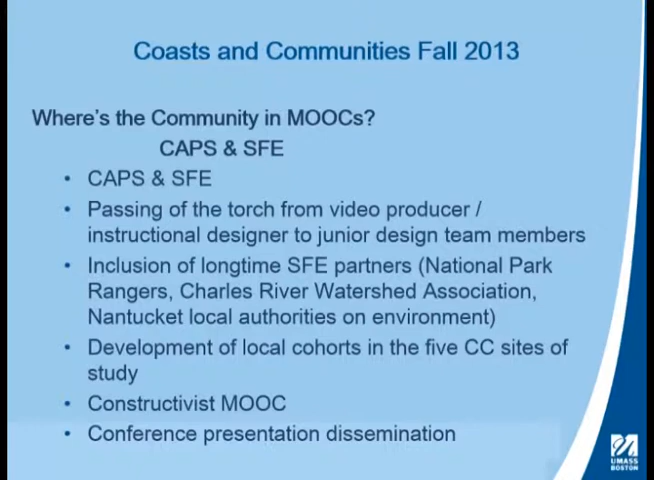 Coasts and Communities Fall 2013
Where's the Community in MOOCs?
CAPS & SFE
• CAPS & SFE
• Passing of the torch from video producer /
instructional designer to junior design team members
• Inclusion of longtime SFE partners (National Park
Rangers, Charles River Watershed Association,
Nantucket local authorities on environment)
• Development of local cohorts in the five CC sites of
study
• Constructivist MOOC
• Conference presentation dissemination
UMASS
BOSTON